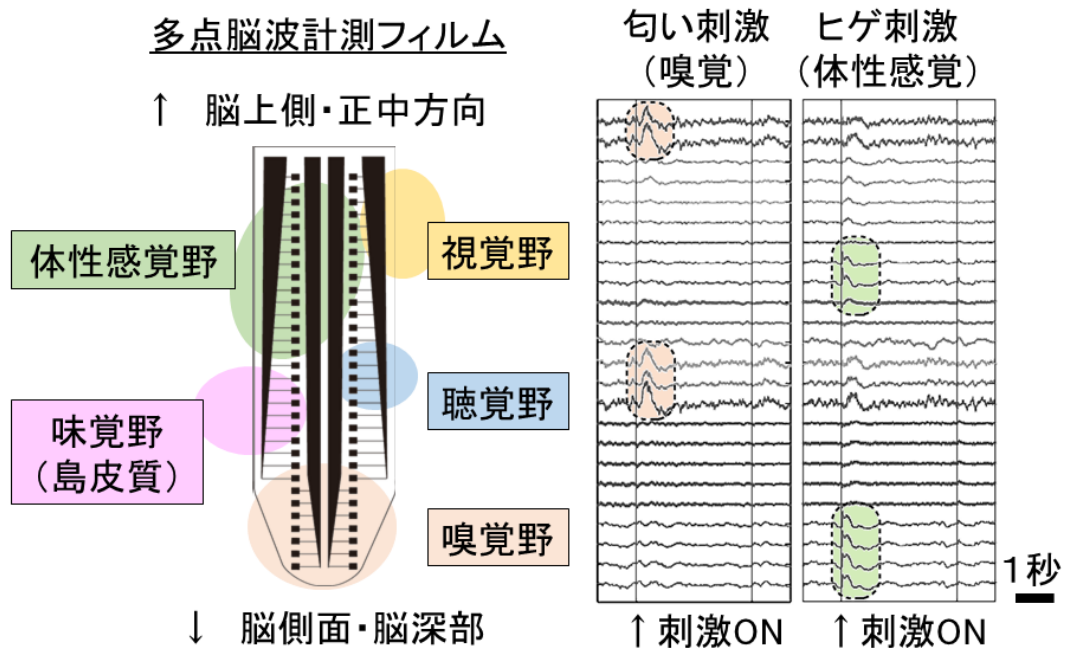 多点脳波計測フィルム
↑ 脳上側・正中方向
体性感覚野
視覚野
聴覚野
味覚野
（島皮質）
嗅覚野
↓ 脳側面・脳深部
匂い刺激
（嗅覚）
ヒゲ刺激
（体性感覚）
1秒
↑刺激ON
↑刺激ON